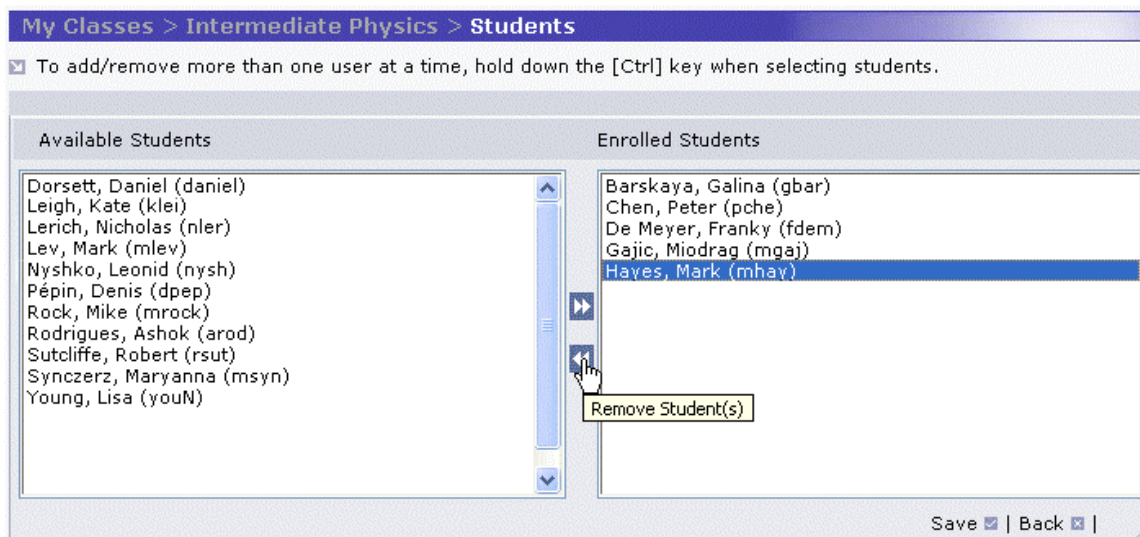 My Classes > Intermediate Physics > Students
To add/remove more than one user at a time, hold down the [Ctrl] key when selecting students.
Available Students
Dorsett, Daniel (daniel)
Leigh, Kate (klei)
Lerich, Nicholas (nler)
Lev, Mark (mlev)
Nyshko, Leonid (nysh)
Pépin, Denis (dpep)
Rock, Mike (mrock)
Rodrigues, Ashok (arod)
Sutcliffe, Robert (rsut)
Synczerz, Maryanna (msyn)
Young, Lisa (youN)
Remove Student(s)
Enrolled Students
Barskaya, Galina (gbar)
Chen, Peter (pche)
De Meyer, Franky (fdem)
Gajic, Miodrag (mgaj)
Hayes, Mark (mhay)
Save | Back |